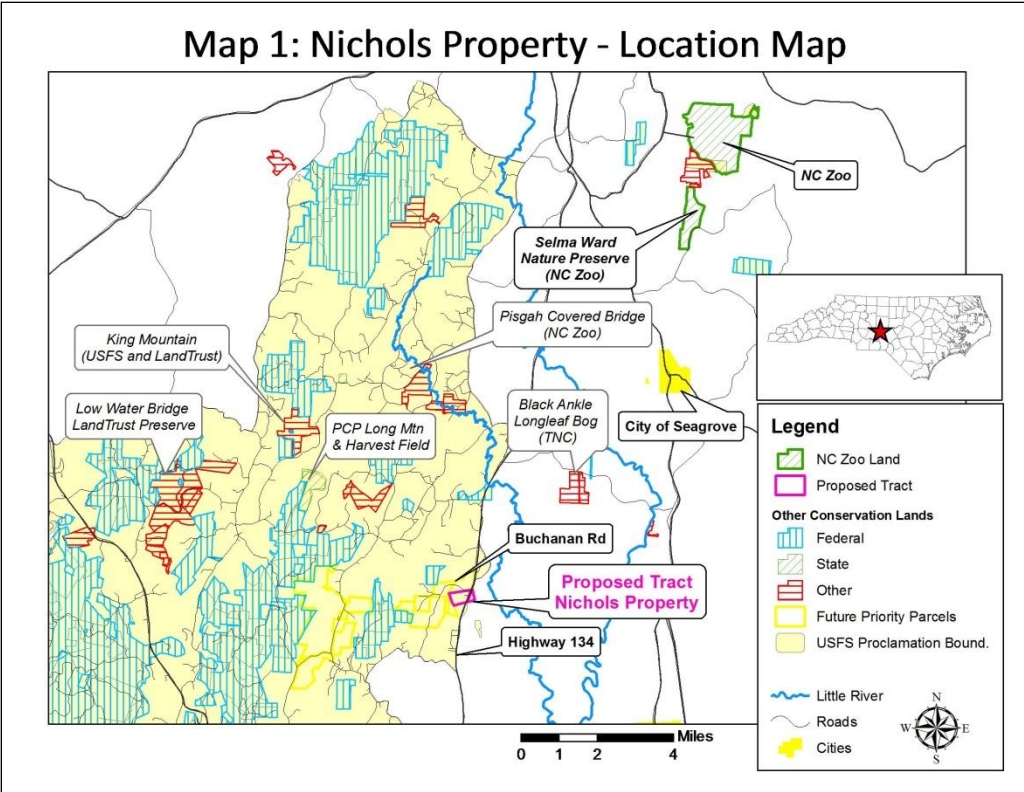 Map 1: Nichols Property - Location Map
NC Zoo
Selma Ward
Nature Preserve
(NC Zoo)
Pisgah Covered Bridge
(NC Zoo)
King Mountain
(USFS and LandTrust)
Low Water Bridge
LandTrust Preserve
PCP Long Mtn
& Harvest Field
Black Ankle
Longleaf Bog
(TNC)
City of Seagrove
Buchanan Rd
Proposed Tract
Nichols Property
Highway 134
Legend
NC Zoo Land
Proposed Tract
Other Conservation Lands
Federal
State
Other
Future Priority Parcels
USFS Proclamation Bound.
Little River
Roads
Cities
N
W
E
S
Miles
0 1 2 4